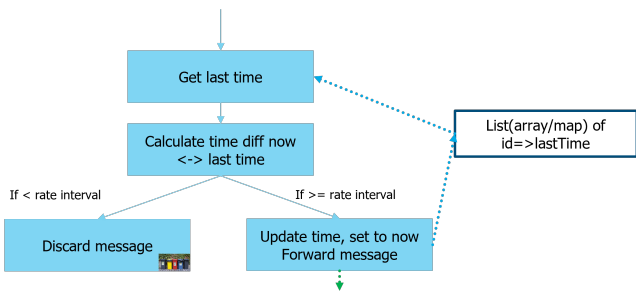 Get last time
List(array/map) of
id=>lastTime
Calculate time diff now
<-> last time
If < rate interval
If >= rate interval
Discard message
Update time, set to now
Forward message